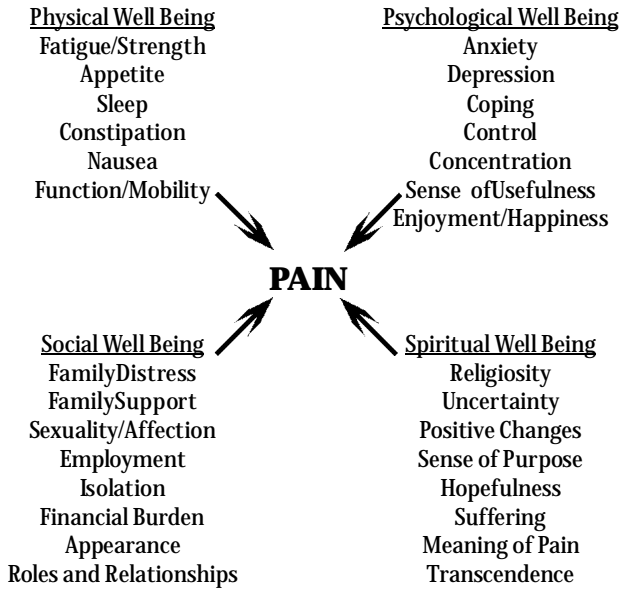 Physical Well Being
Fatigue/Strength
Appetite
Sleep
Constipation
Nausea
Function/Mobility
Psychological Well Being
Anxiety
Depression
Coping
Control
Concentration
Sense ofUsefulness
Enjoyment/Happiness
PAIN
Social Well Being
FamilyDistress
FamilySupport
Sexuality/Affection
Employment
Isolation
Financial Burden
Appearance
Roles and Relationships
Spiritual Well Being
Religiosity
Uncertainty
Positive Changes
Sense of Purpose
Hopefulness
Suffering
Meaning of Pain
Transcendence